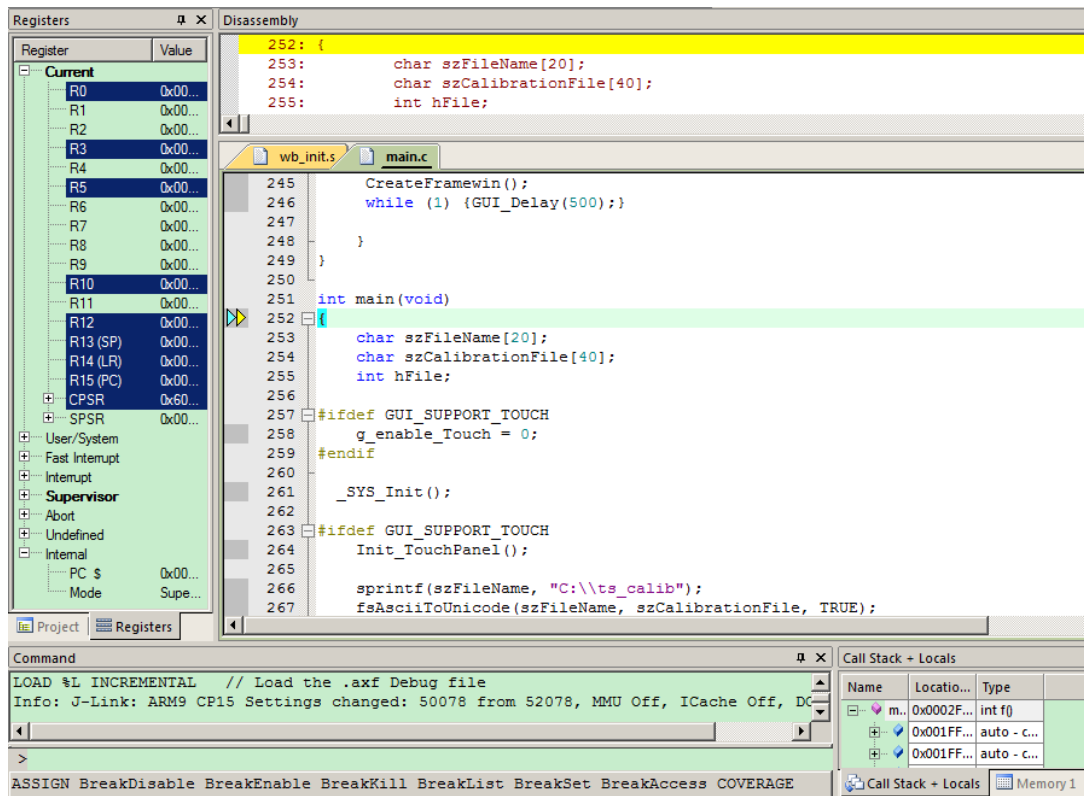 Registers
Register Value
Current
R0 0x00...
R1 0x00...
R2 0x00...
R3 0x00...
R4 0x00...
R5 0x00...
R6 0x00...
R7 0x00...
R8 0x00...
R9 0x00...
R10 0x00...
R11 0x00...
R12 0x00...
R13 (SP) 0x00...
R14 (LR) 0x00...
R15 (PC) 0x00...
CPSR 0x60...
SPSR 0x00...
User/System
Fast Interrupt
Interrupt
Supervisor
Abort
Undefined
Internal
PC $ 0x00...
Mode Supe...
Project Registers
Disassembly
252: {
253: char szFileName[20];
254: char szCalibrationFile[40];
255: int hFile;
wb_init.s main.c
245 CreateFramewin();
246 while (1) {GUI_Delay(500);}
247
248 }
249 }
250
251 int main(void)
252 {
253 char szFileName[20];
254 char szCalibrationFile[40];
255 int hFile;
256
257 #ifdef GUI_SUPPORT_TOUCH
258 g_enable_Touch = 0;
259 #endif
260
261 _SYS_Init();
262
263 #ifdef GUI_SUPPORT_TOUCH
264 Init_TouchPanel();
265
266 sprintf(szFileName, "C:\\ts_calib");
267 fsAsciiToUnicode(szFileName, szCalibrationFile, TRUE);
Command
LOAD %L INCREMENTAL // Load the .axf Debug file
Info: J-Link: ARM9 CP15 Settings changed: 50078 from 52078, MMU Off, ICache Off, DC
>
ASSIGN BreakDisable BreakEnable BreakKill BreakList BreakSet BreakAccess COVERAGE
Call Stack + Locals
Name Locatio... Type
m.. 0x0002F... int f()
0x001FF... auto - c...
0x001FF... auto - c...
Call Stack + Locals Memory 1